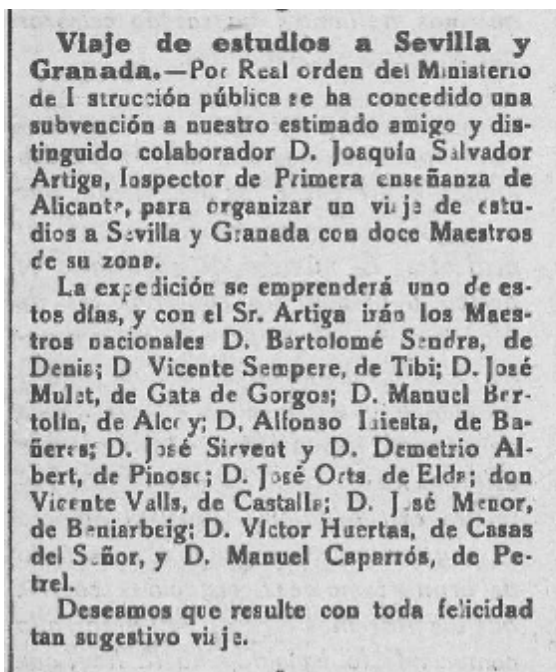 Viaje de estudios a Sevilla y
Granada.—Por Real orden del Ministerio
de I strucción pública se ha concedido una
subvención a nuestro estimado amigo y dis-
tinguido colaborador D. Joaquín Salvador
Artiga, Inspector de Primera enseñanza de
Alicante, para organizar un viaje de estu-
dios a Sevilla y Granada con doce Maestros
de su zona.
La expedición se emprenderá uno de es-
tos días, y con el Sr. Artiga irán los Maes-
tros nacionales D. Bartolomé Sendra, de
Denia; D Vicente Sempere, de Tibi; D. José
Mulet, de Gata de Gorgos; D. Manuel Ber-
tolín, de Alcoy; D. Alfonso Iniesta, de Ba-
ñeres; D. José Sirvent y D. Demetrio Al-
bert, de Pinoso; D. José Orts, de Elda; don
Vicente Valls, de Castalla; D. José Menor,
de Beniarbeig; D. Víctor Huertas, de Casas
del Señor, y D. Manuel Caparrós, de Pe-
trel.
Deseamos que resulte con toda felicidad
tan sugestivo viaje.